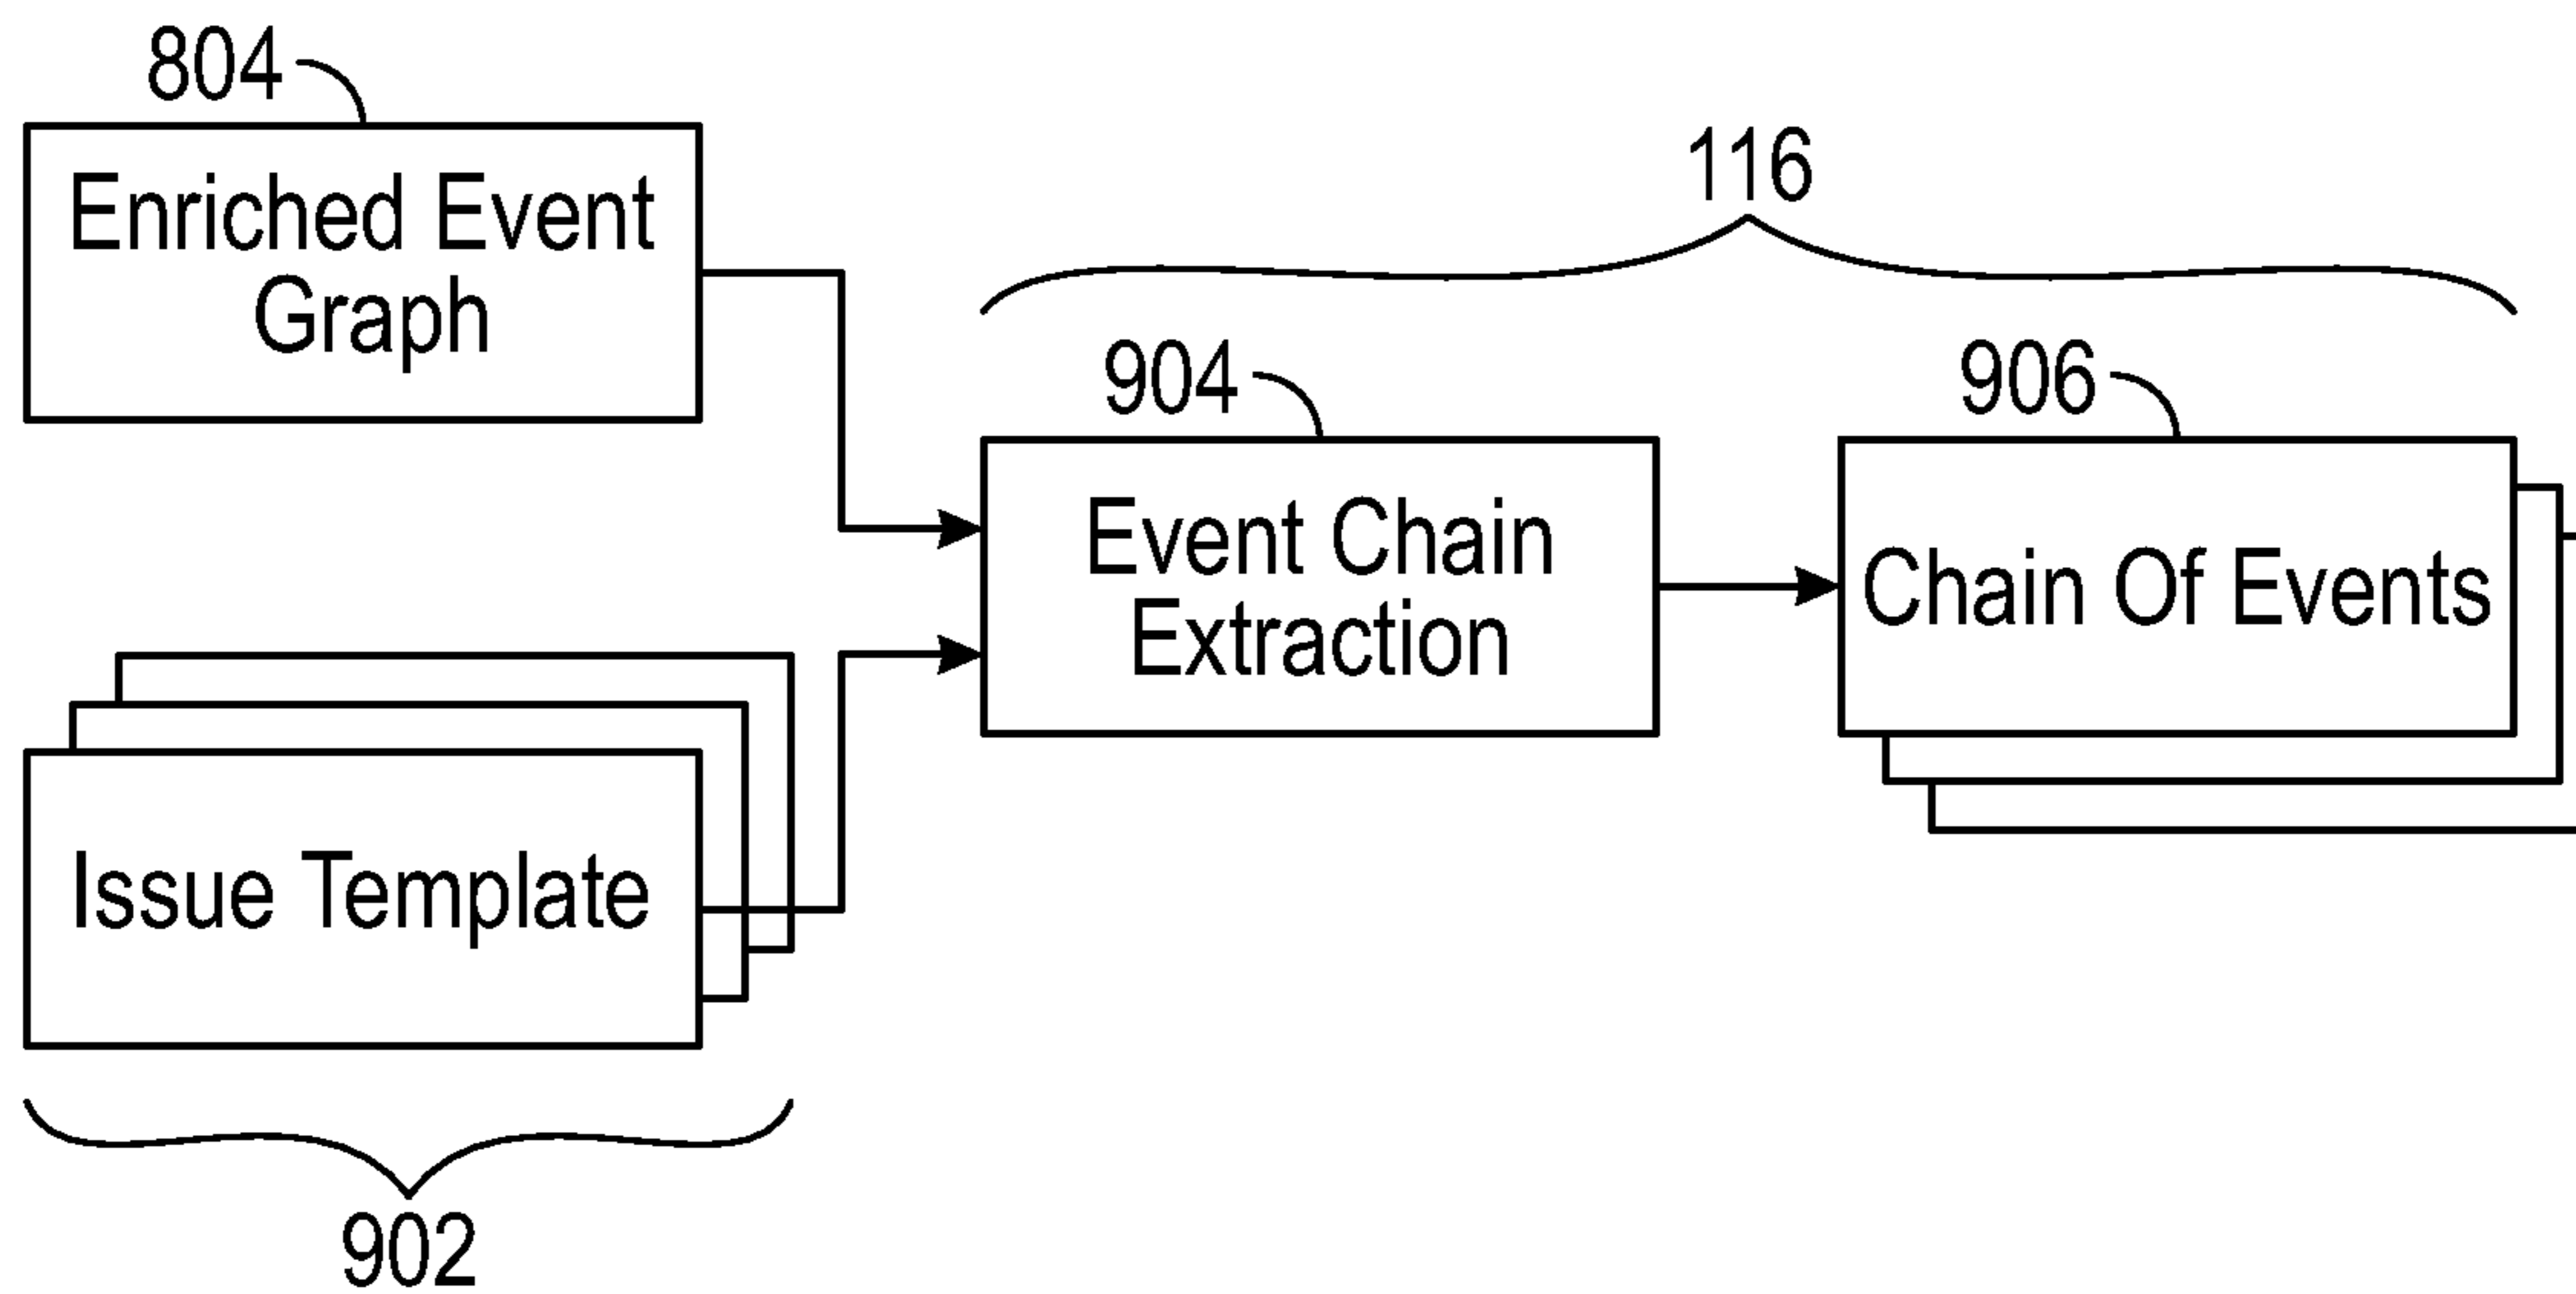 804
Enriched Event
Graph
116
904
906
Event Chain
Extraction
Chain Of Events
Issue Template
902